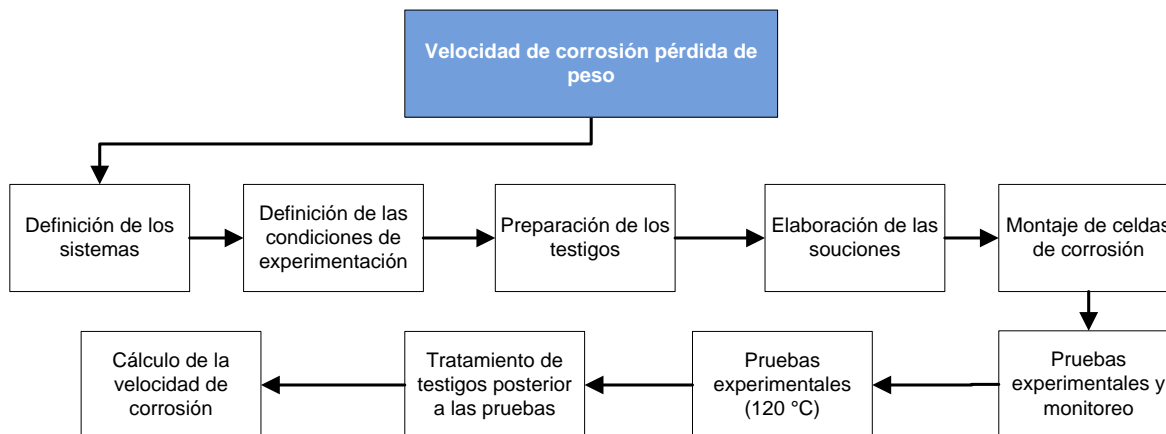 Velocidad de corrosión pérdida de
peso
Definición de los
sistemas
Definición de las
condiciones de
experimentación
Preparación de los
testigos
Elaboración de las
souciones
Montaje de celdas
de corrosión
Pruebas
experimentales y
monitoreo
Pruebas
experimentales
(120 °C)
Tratamiento de
testigos posterior
a las pruebas
Cálculo de la
velocidad de
corrosión